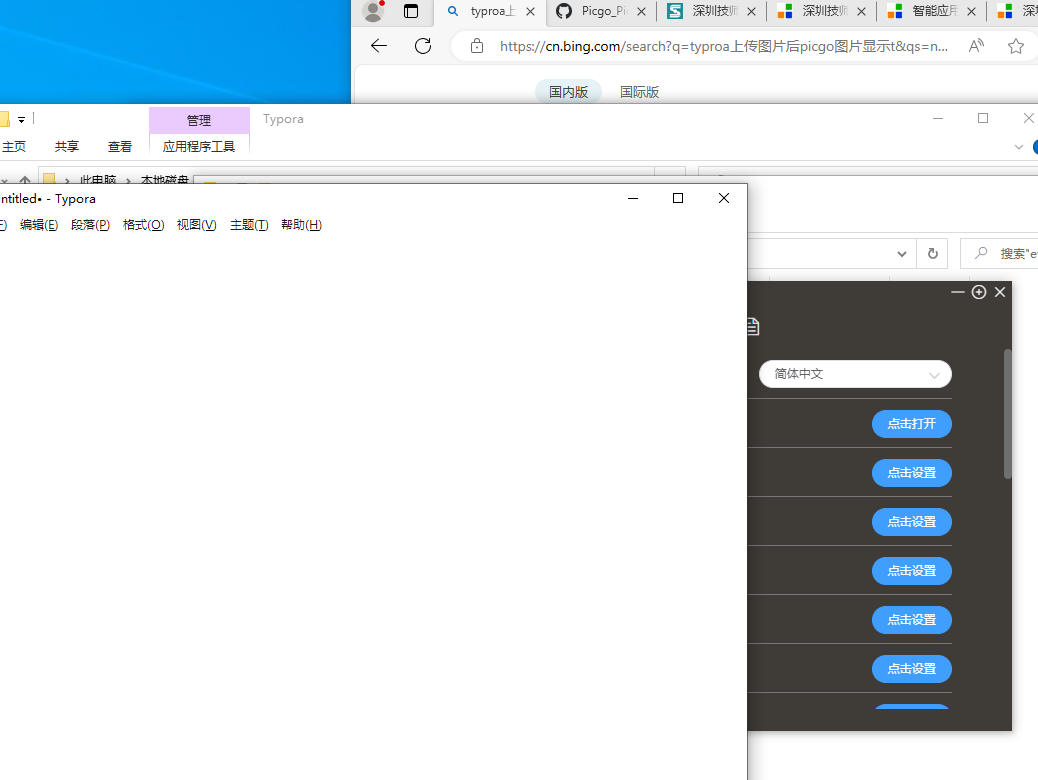 typroa上
Picgo_Pi
深圳技师
深圳技师
智能应用
深圳
https://cn.bing.com/search?q=typroa上传图片后picgo图片显示t&qs=n...
国内版 国际版
管理 Typora
主页 共享 查看 应用程序工具
此电脑 本地磁盘
ntitled• - Typora
编辑(E) 段落(P) 格式(O) 视图(V) 主题(T) 帮助(H)
搜索"e
简体中文
点击打开
点击设置
点击设置
点击设置
点击设置
点击设置